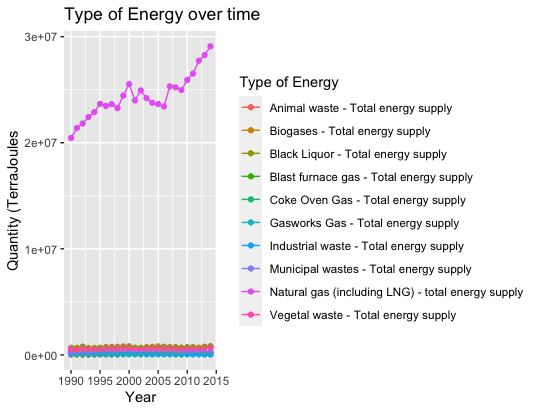 Type of Energy over time
3e+07
2e+07
1e+07
0e+00
Quantity (TerraJoules
1990 1995 2000 2005 2010 2015
Year
Type of Energy
Animal waste - Total energy supply
Biogases - Total energy supply
Black Liquor - Total energy supply
Blast furnace gas - Total energy supply
Coke Oven Gas - Total energy supply
Gasworks Gas - Total energy supply
Industrial waste - Total energy supply
Municipal wastes - Total energy supply
Natural gas (including LNG) - total energy supply
Vegetal waste - Total energy supply